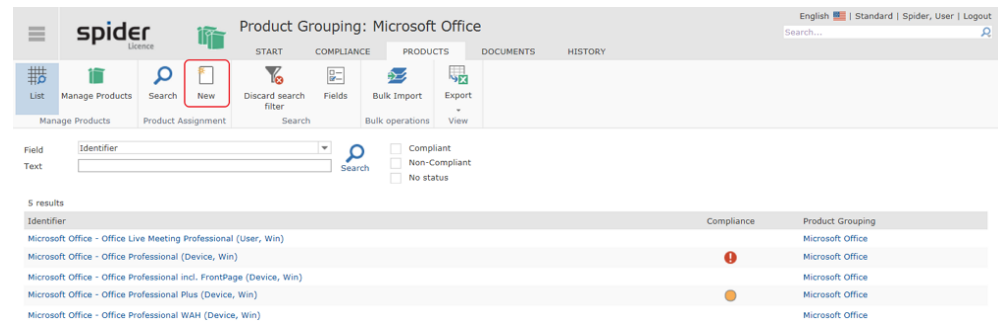 English | Standard | Spider, User | Logout
spider
Licence
Product Grouping: Microsoft Office
Search...
START COMPLIANCE PRODUCTS DOCUMENTS HISTORY
List Manage Products Search New Discard search filter Fields Bulk Import Export
Manage Products Product Assignment Search Bulk operations View
Field Identifier
Text
Search
Compliant
Non-Compliant
No status
5 results
Identifier Compliance Product Grouping
Microsoft Office - Office Live Meeting Professional (User, Win) Microsoft Office
Microsoft Office - Office Professional (Device, Win) Microsoft Office
Microsoft Office - Office Professional incl. FrontPage (Device, Win) Microsoft Office
Microsoft Office - Office Professional Plus (Device, Win) Microsoft Office
Microsoft Office - Office Professional WAH (Device, Win) Microsoft Office